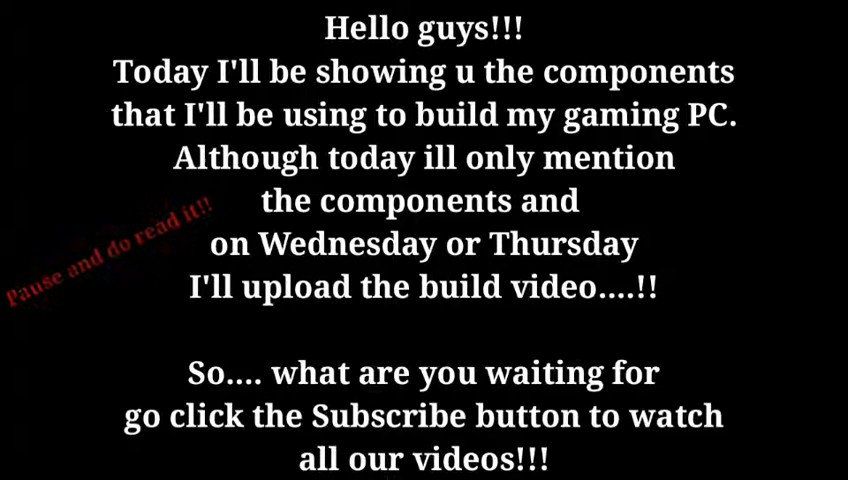 Hello guys!!!
Today I'll be showing u the components
that I'll be using to build my gaming PC.
Although today ill only mention
the components and
on Wednesday or Thursday
I'll upload the build video....!!
Pause and do read it!!
So.... what are you waiting for
go click the Subscribe button to watch
all our videos!!!